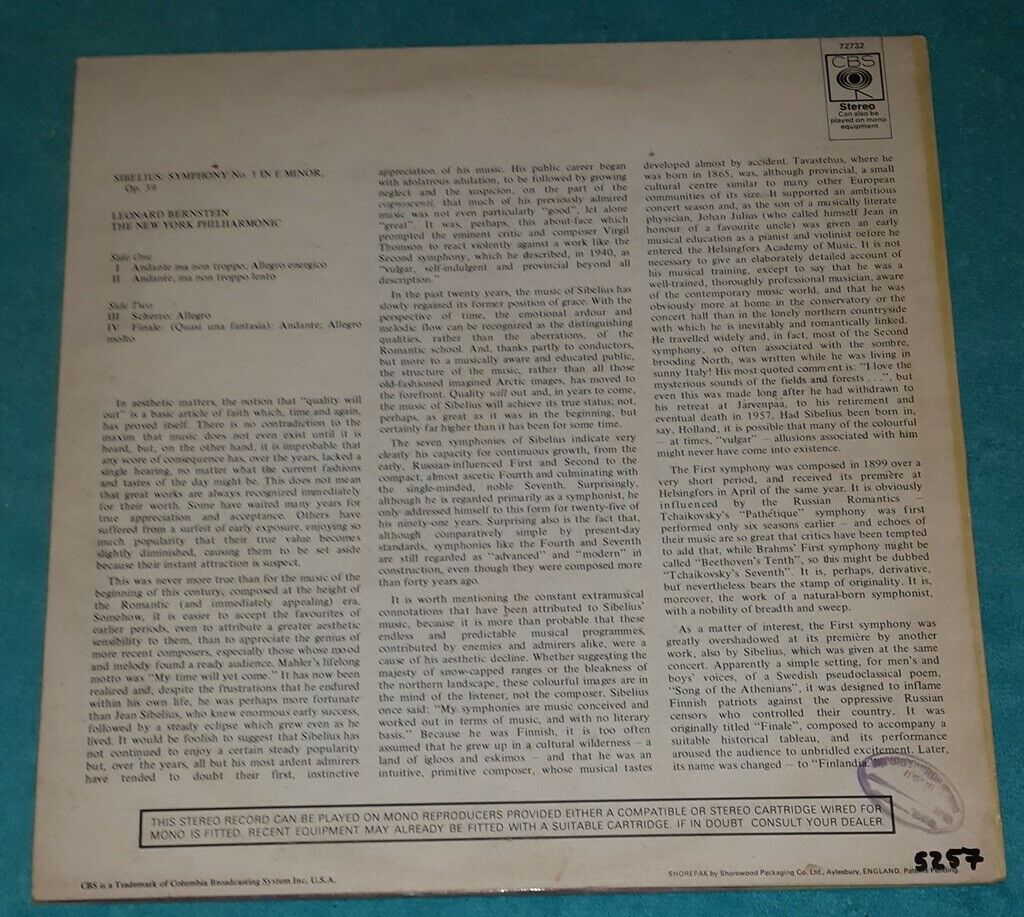 72732
CBS
Stereo
Can also be
played on mono
equipment
SIBELIUS: SYMPHONY No. 1 IN E MINOR,
Op. 39
LEONARD BERNSTEIN
THE NEW YORK PHILHARMONIC
Side One
I Andante ma non troppo; Allegro energico
II Andante, ma non troppo lento
Side Two
III Scherzo: Allegro
IV Finale: (Quasi una fantasia): Andante; Allegro
molto
In aesthetic matters, the notion that "quality will
out" is a basic article of faith which, time and again,
has proved itself. There is no contradiction to the
maxim that music does not even exist until it is
heard, but, on the other hand, it is improbable that
any score of consequence has, over the years, lacked a
single hearing, no matter what the current fashions
and tastes of the day might be. This does not mean
that great works are always recognized immediately
for their worth. Some have waited many years for
true appreciation and acceptance. Others have
suffered from a surfeit of early exposure, enjoying so
much popularity that their true value becomes
slightly diminished, causing them to be set aside
because their instant attraction is suspect.
This was never more true than for the music of the
beginning of this century, composed at the height of
the Romantic (and immediately appealing) era.
Somehow, it is easier to accept the favourites of
earlier periods, even to attribute a greater aesthetic
sensibility to them, than to appreciate the genius of
more recent composers, especially those whose mood
and melody found a ready audience. Mahler's lifelong
motto was "My time will yet come." It has now been
realized and, despite the frustrations that he endured
within his own life, he was perhaps more fortunate
than Jean Sibelius, who knew enormous early success,
followed by a steady eclipse which grew even as he
lived. It would be foolish to suggest that Sibelius has
not continued to enjoy a certain steady popularity
but, over the years, all but his most ardent admirers
have tended to doubt their first, instinctive
appreciation of his music. His public career began
with idolatrous adulation, to be followed by growing
neglect and the suspicion, on the part of the
cognoscenti, that much of his previously admired
music was not even particularly "good", let alone
"great". It was, perhaps, this about-face which
prompted the eminent critic and composer Virgil
Thomson to react violently against a work like the
Second symphony, which he described, in 1940, as
"vulgar, self-indulgent and provincial beyond all
description."
In the past twenty years, the music of Sibelius has
slowly regained its former position of grace. With the
perspective of time, the emotional ardour and
melodic flow can be recognized as the distinguishing
qualities, rather than the aberrations, of the
Romantic school. And, thanks partly to conductors,
but more to a musically aware and educated public,
the structure of the music, rather than all those
old-fashioned imagined Arctic images, has moved to
the forefront. Quality will out and, in years to come,
the music of Sibelius will achieve its true status; not,
perhaps, as great as it was in the beginning, but
certainly far higher than it has been for some time.
The seven symphonies of Sibelius indicate very
clearly his capacity for continuous growth, from the
early, Russian-influenced First and Second to the
compact, almost ascetic Fourth and culminating with
the single-minded, noble Seventh. Surprisingly,
although he is regarded primarily as a symphonist, he
only addressed himself to this form for twenty-five of
his ninety-one years. Surprising also is the fact that,
although comparatively simple by present-day
standards, symphonies like the Fourth and Seventh
are still regarded as "advanced" and "modern" in
construction, even though they were composed more
than forty years ago.
It is worth mentioning the constant extramusical
connotations that have been attributed to Sibelius'
music, because it is more than probable that these
endless and predictable musical programmes,
contributed by enemies and admirers alike, were a
cause of his aesthetic decline. Whether suggesting the
majesty of snow-capped ranges or the bleakness of
the northern landscape, these colourful images are in
the mind of the listener, not the composer. Sibelius
once said: "My symphonies are music conceived and
worked out in terms of music, and with no literary
basis." Because he was Finnish, it is too often
assumed that he grew up in a cultural wilderness – a
land of igloos and eskimos – and that he was an
intuitive, primitive composer, whose musical tastes
developed almost by accident. Tavastehus, where he
was born in 1865, was, although provincial, a small
cultural centre similar to many other European
communities of its size. It supported an ambitious
concert season and, as the son of a musically literate
physician, Johan Julius (who called himself Jean in
honour of a favourite uncle) was given an early
musical education as a pianist and violinist before he
entered the Helsingfors Academy of Music. It is not
necessary to give an elaborately detailed account of
his musical training, except to say that he was a
well-trained, thoroughly professional musician, aware
of the contemporary music world, and that he was
obviously more at home in the conservatory or the
concert hall than in the lonely northern countryside
with which he is inevitably and romantically linked.
He travelled widely and, in fact, most of the Second
symphony, so often associated with the sombre,
brooding North, was written while he was living in
sunny Italy! His most quoted comment is: "I love the
mysterious sounds of the fields and forests ...", but
even this was made long after he had withdrawn to
his retreat at Järvenpää, to his retirement and
eventual death in 1957. Had Sibelius been born in,
say, Holland, it is possible that many of the colourful
– at times, "vulgar" – allusions associated with him
might never have come into existence.
The First symphony was composed in 1899 over a
very short period, and received its première at
Helsingfors in April of the same year. It is obviously
influenced by the Russian Romantics –
Tchaikovsky's "Pathétique" symphony was first
performed only six seasons earlier – and echoes of
their music are so great that critics have been tempted
to add that, while Brahms' First symphony might be
called "Beethoven's Tenth", so this might be dubbed
"Tchaikovsky's Seventh". It is, perhaps, derivative,
but nevertheless bears the stamp of originality. It is,
moreover, the work of a natural-born symphonist,
with a nobility of breadth and sweep.
As a matter of interest, the First symphony was
greatly overshadowed at its première by another
work, also by Sibelius, which was given at the same
concert. Apparently a simple setting, for men's and
boys' voices, of a Swedish pseudoclassical poem,
"Song of the Athenians", it was designed to inflame
Finnish patriots against the oppressive Russian
censors who controlled their country. It was
originally titled "Finale", composed to accompany a
suitable historical tableau, and its performance
aroused the audience to unbridled excitement. Later,
its name was changed – to "Finlandia."
THIS STEREO RECORD CAN BE PLAYED ON MONO REPRODUCERS PROVIDED EITHER A COMPATIBLE OR STEREO CARTRIDGE WIRED FOR
MONO IS FITTED. RECENT EQUIPMENT MAY ALREADY BE FITTED WITH A SUITABLE CARTRIDGE. IF IN DOUBT CONSULT YOUR DEALER
5257
CBS is a Trademark of Columbia Broadcasting System Inc. U.S.A.
SHOREPAK by Shorewood Packaging Co. Ltd., Aylesbury, ENGLAND. Patents Pending.